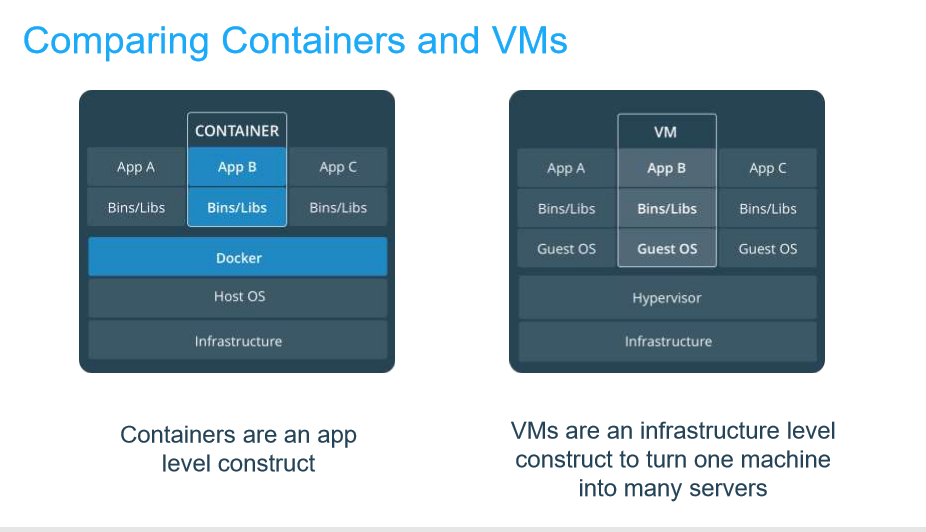 Comparing Containers and VMs
CONTAINER
App A App B App C
Bins/Libs Bins/Libs Bins/Libs
Docker
Host OS
Infrastructure
Containers are an app
level construct
VM
App A App B App C
Bins/Libs Bins/Libs Bins/Libs
Guest OS Guest OS Guest OS
Hypervisor
Infrastructure
VMs are an infrastructure level
construct to turn one machine
into many servers